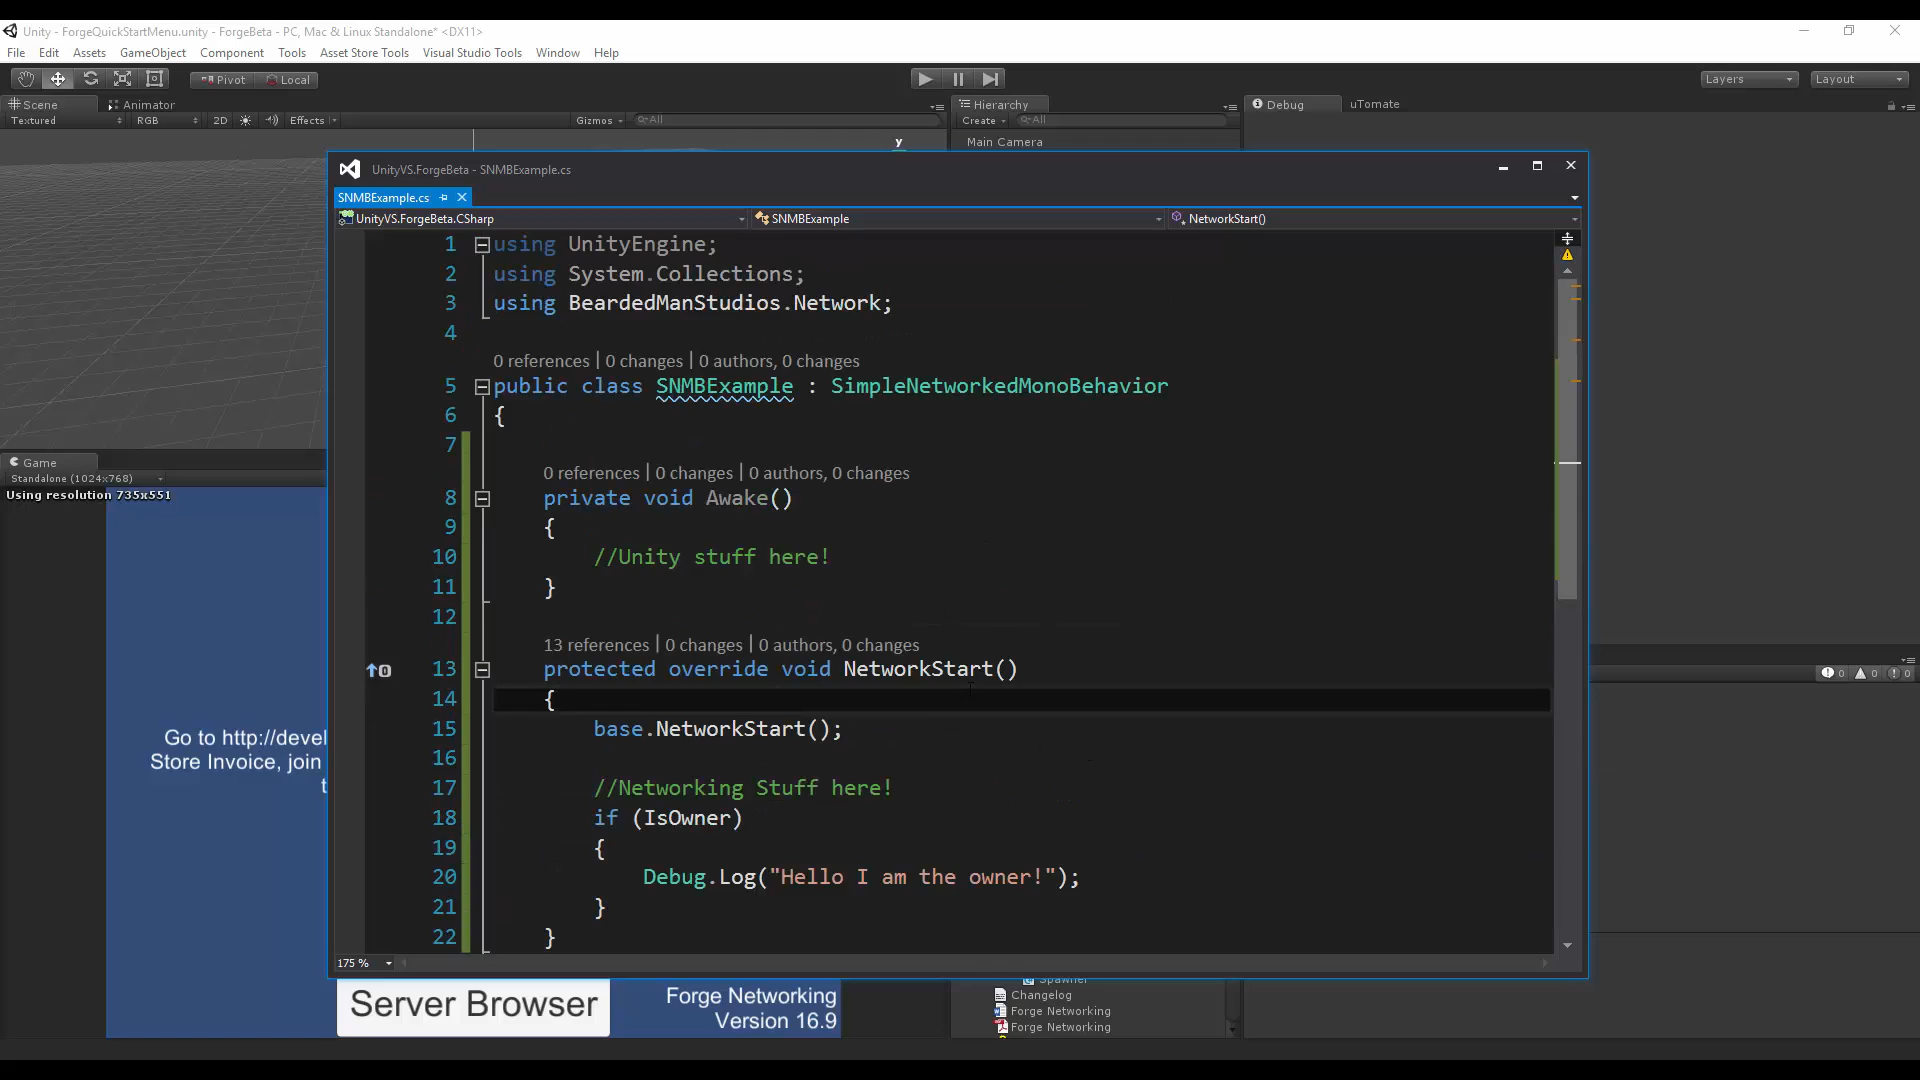 Unity - ForgeQuickStartMenu.unity - ForgeBeta - PC, Mac & Linux Standalone* <DX11>
File Edit Assets GameObject Component Tools Asset Store Tools Visual Studio Tools Window Help
Pivot Local Layers Layout
Scene Animator Hierarchy Debug uTomate
Textured RGB 2D Effects Gizmos All Create All
y Main Camera
UnityVS.ForgeBeta - SNMBExample.cs
SNMBExample.cs
UnityVS.ForgeBeta.CSharp SNMBExample NetworkStart()
1 using UnityEngine;
2 using System.Collections;
3 using BeardedManStudios.Network;
4
0 references | 0 changes | 0 authors, 0 changes
5 public class SNMBExample : SimpleNetworkedMonoBehavior
6 {
7
0 references | 0 changes | 0 authors, 0 changes
8 private void Awake()
9 {
10 //Unity stuff here!
11 }
12
13 references | 0 changes | 0 authors, 0 changes
13 protected override void NetworkStart()
14 {
15 base.NetworkStart();
16
17 //Networking Stuff here!
18 if (IsOwner)
19 {
20 Debug.Log("Hello I am the owner!");
21 }
22 }
175 %
Game
Standalone (1024x768)
Using resolution 735x551
Go to http://devel
Store Invoice, join
t
0 0 0
Server Browser
Forge Networking
Version 16.9
Spawner
Changelog
Forge Networking
Forge Networking